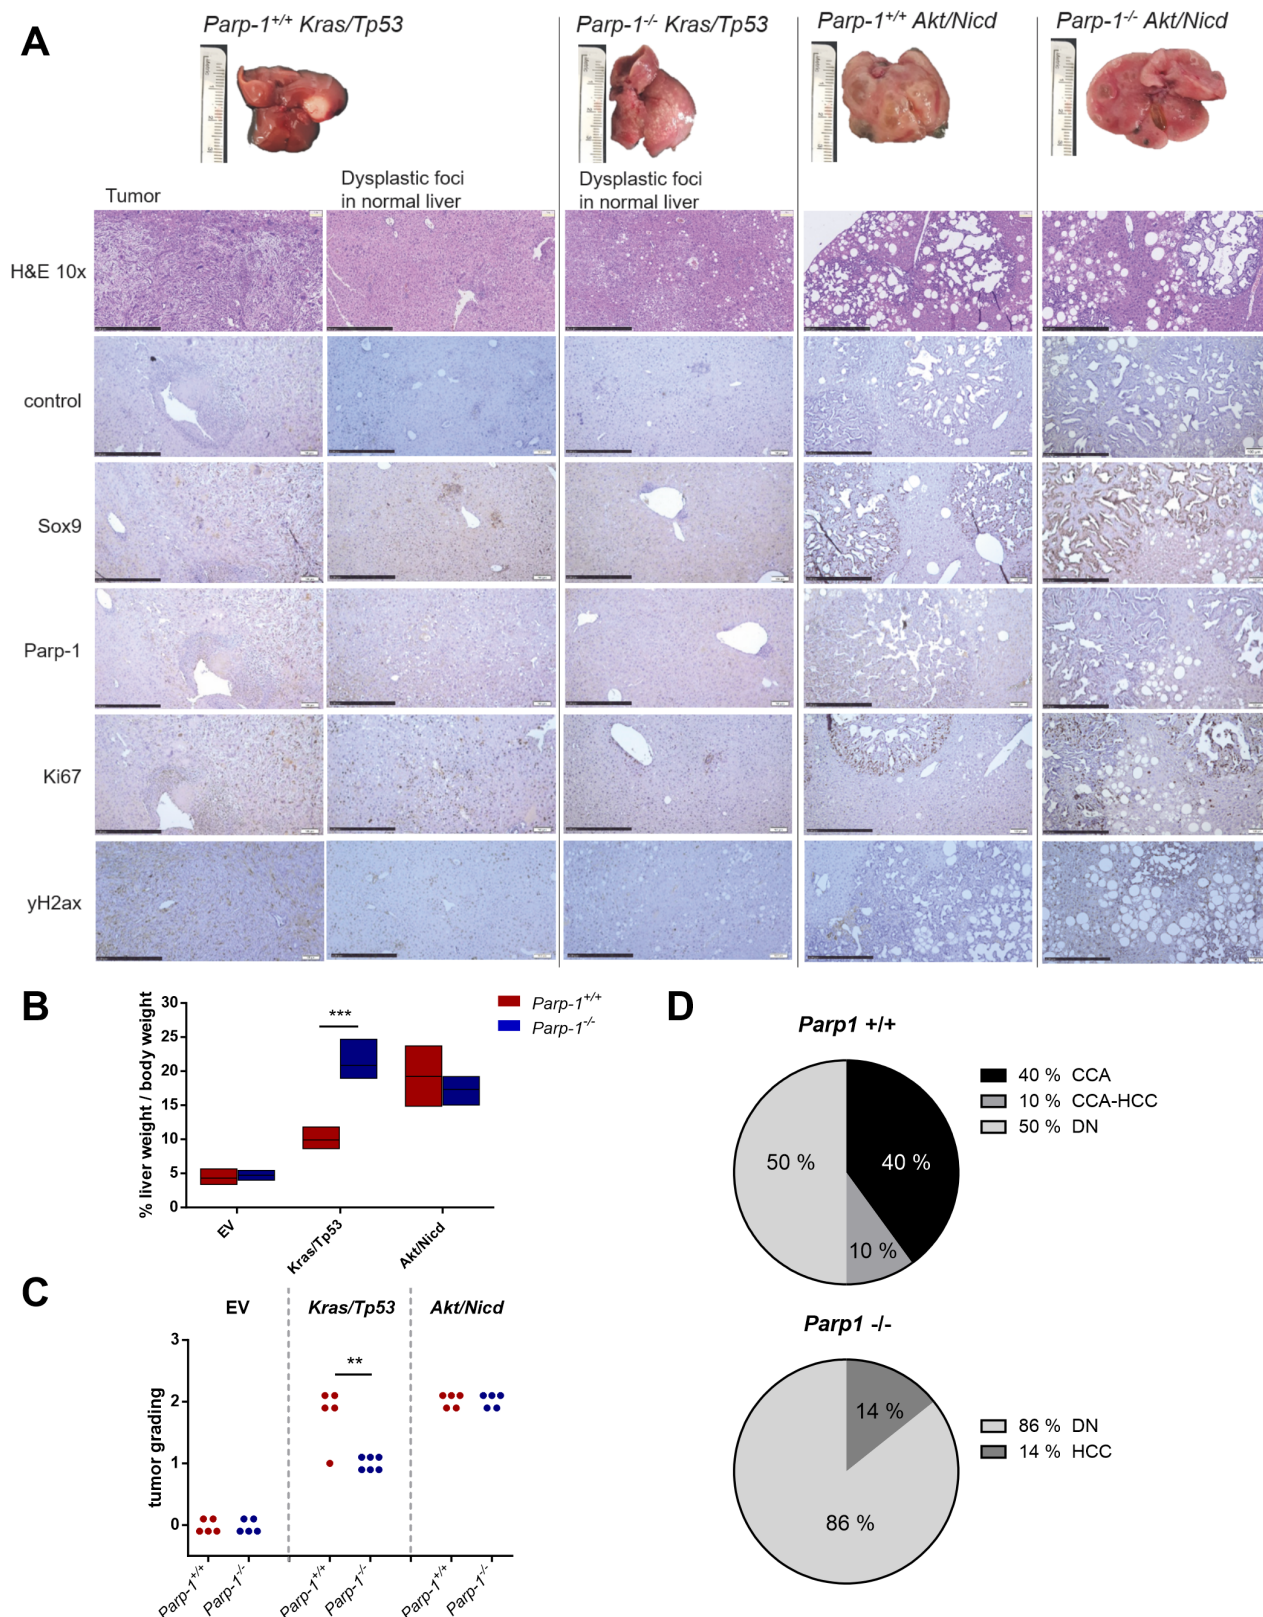 A
Parp-1+/+ Kras/Tp53
Parp-1-/- Kras/Tp53
Parp-1+/+ Akt/Nicd
Parp-1-/- Akt/Nicd
Tumor
Dysplastic foci
in normal liver
Dysplastic foci
in normal liver
H&E 10x
control
Sox9
Parp-1
Ki67
yH2ax
B
% liver weight / body weight
30
25
20
15
10
5
0
***
EV
Kras/Tp53
Akt/Nicd
Parp-1+/+
Parp-1-/-
C
EV
Kras/Tp53
Akt/Nicd
tumor grading
3
2
1
0
**
Parp-1+/+
Parp-1-/-
Parp-1+/+
Parp-1-/-
Parp-1+/+
Parp-1-/-
D
Parp1 +/+
50 %
40 %
10 %
40 % CCA
10 % CCA-HCC
50 % DN
Parp1 -/-
14 %
86 %
86 % DN
14 % HCC